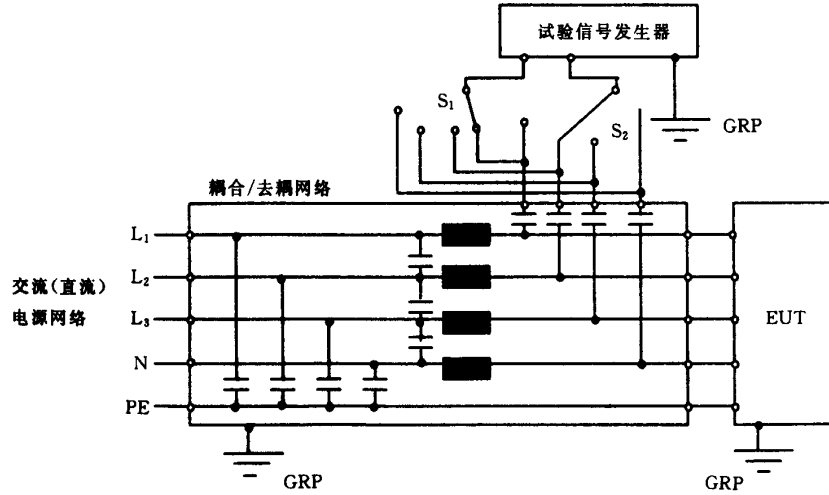 试验信号发生器
S₁
S₂
GRP
耦合/去耦网络
L₁
L₂
L₃
N
PE
交流(直流)
电源网络
EUT
GRP
GRP